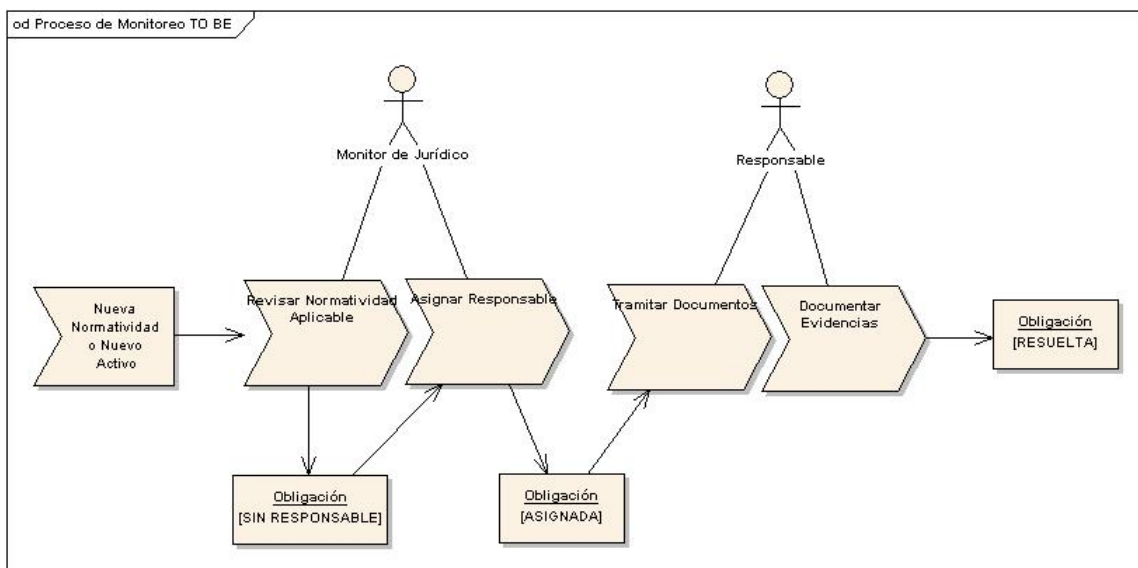 od Proceso de Monitoreo TO BE
Monitor de Jurídico
Responsable
Nueva
Normatividad
o Nuevo
Activo
Revisar Normatividad
Aplicable
Asignar Responsable
Tramitar Documentos
Documentar
Evidencias
Obligación
[RESUELTA]
Obligación
[SIN RESPONSABLE]
Obligación
[ASIGNADA]